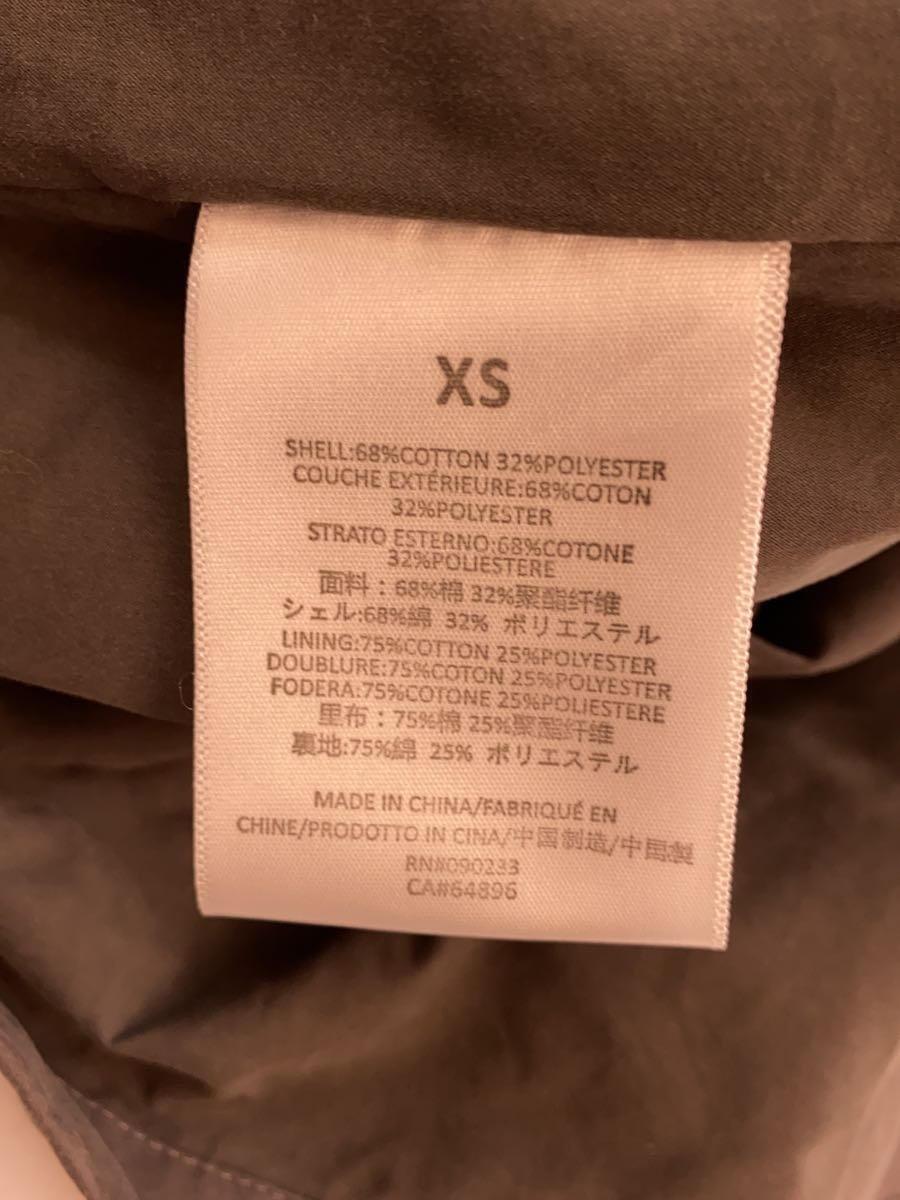 XS
SHELL:68%COTTON 32%POLYESTER
COUCHE EXTÉRIEURE:68%COTON
32%POLYESTER
STRATO ESTERNO:68%COTONE
32%POLIESTERE
面料：68%棉 32%聚酯纤维
シェル:68%綿 32% ポリエステル
LINING:75%COTTON 25%POLYESTER
DOUBLURE:75%COTON 25%POLYESTER
FODERA:75%COTONE 25%POLIESTERE
里布：75%棉 25%聚酯纤维
裏地:75%綿 25% ポリエステル
MADE IN CHINA/FABRIQUÉ EN
CHINE/PRODOTTO IN CINA/中国制造/中国製
RN#090233
CA#64896